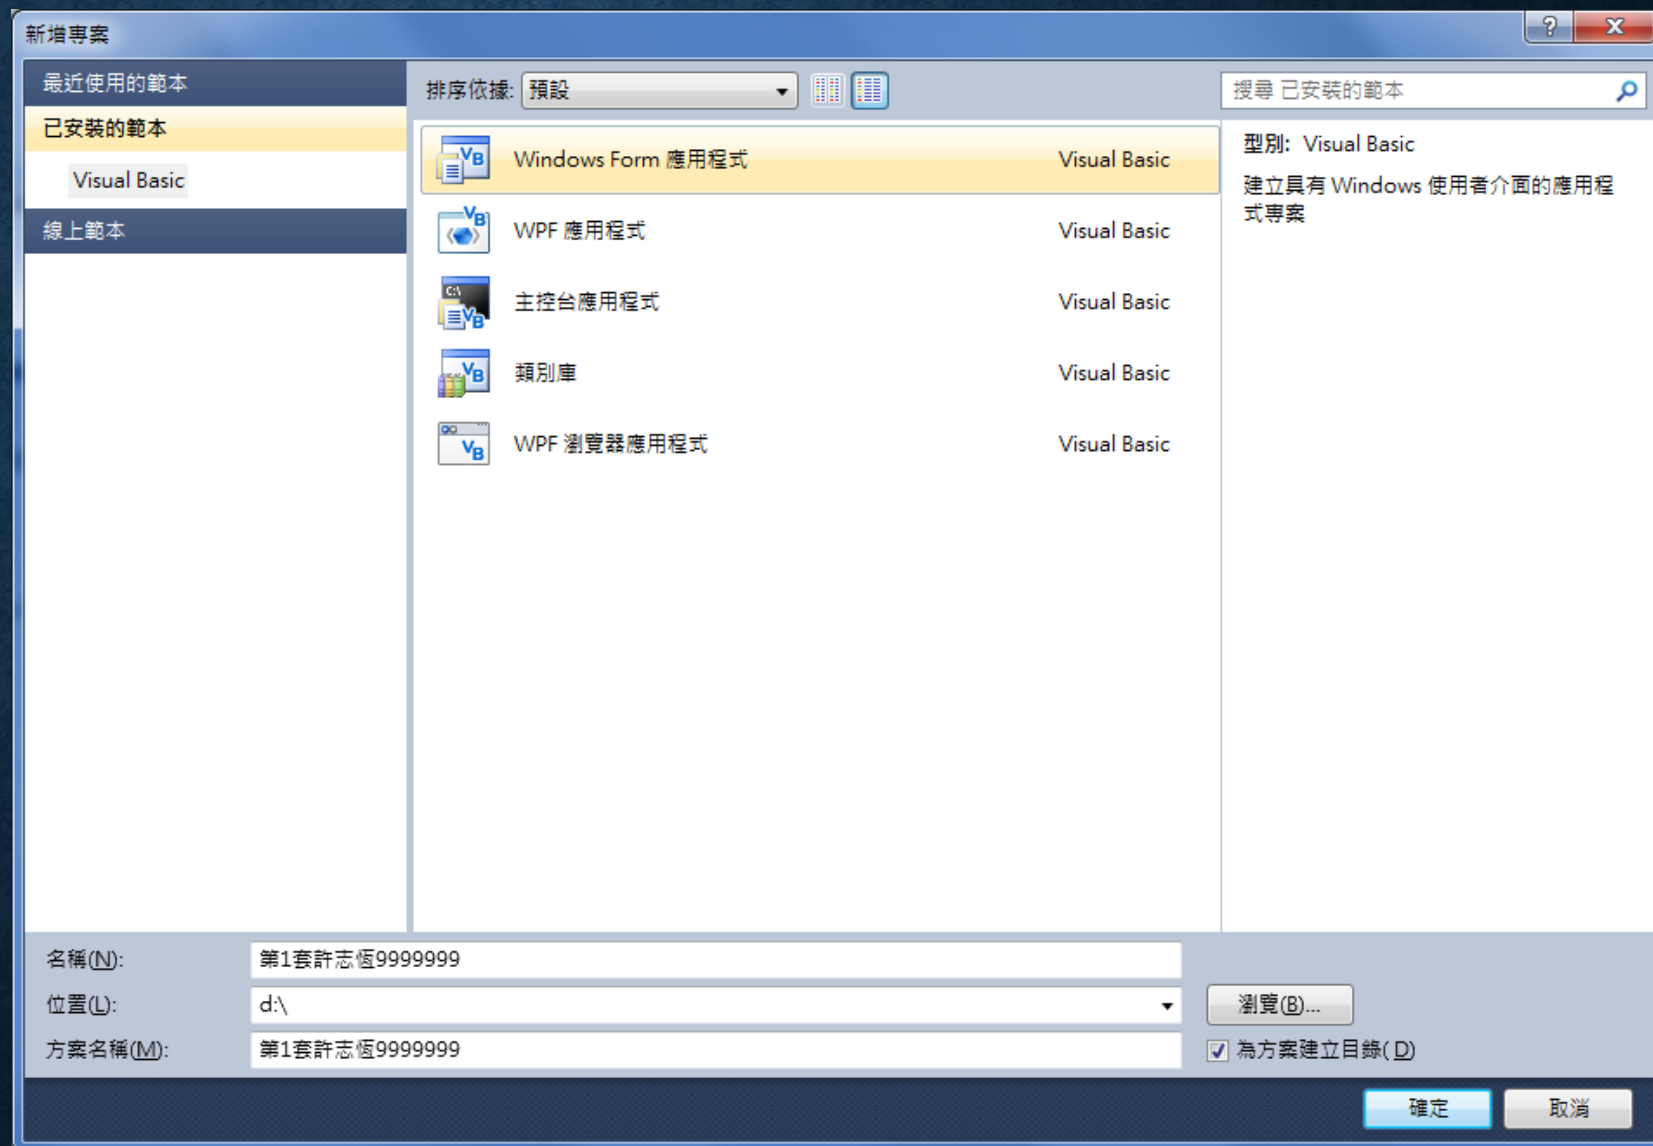 新增專案
最近使用的範本
已安裝的範本
Visual Basic
線上範本
排序依據: 預設
搜尋 已安裝的範本
Windows Form 應用程式 Visual Basic
WPF 應用程式 Visual Basic
主控台應用程式 Visual Basic
類別庫 Visual Basic
WPF 瀏覽器應用程式 Visual Basic
型別: Visual Basic
建立具有 Windows 使用者介面的應用程
式專案
名稱(N): 第1套許志恆9999999
位置(L): d:\
瀏覽(B)...
方案名稱(M): 第1套許志恆9999999
為方案建立目錄( D)
確定 取消